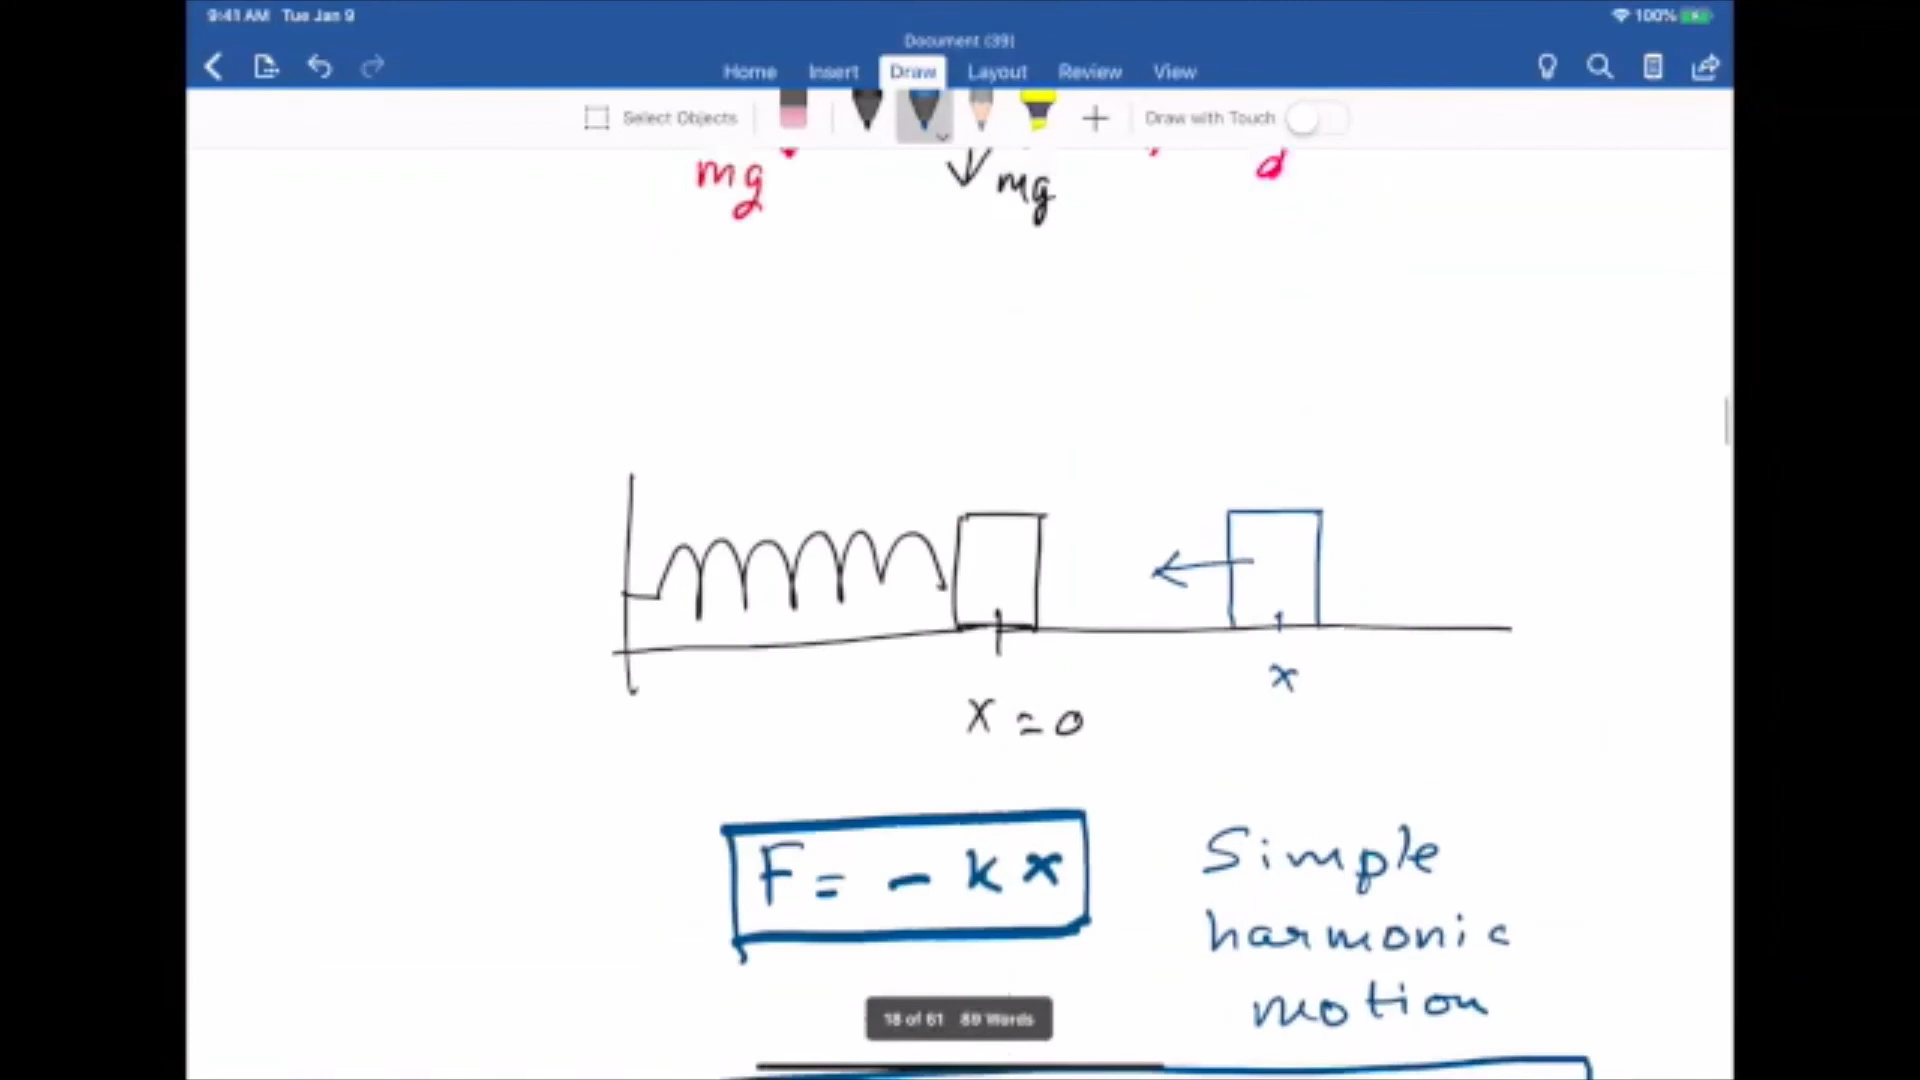 9:41 AM Tue Jan 9
100%
Document (39)
Home Insert Draw Layout Review View
Select Objects
Draw with Touch
mg
mg
d
x
x = 0
F = - k x
Simple
harmonic
motion
18 of 61 89 Words